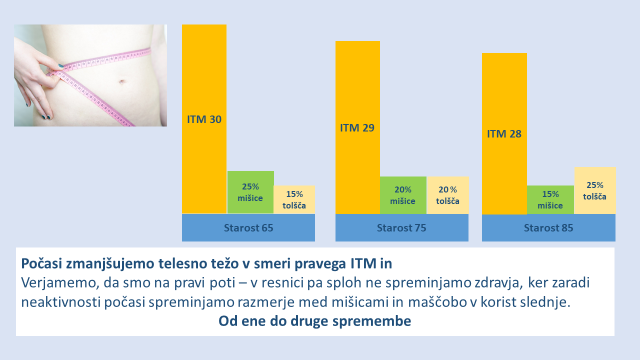 ITM 30
25%
mišice
15%
tolšča
Starost 65
ITM 29
20%
mišice
20 %
tolšča
Starost 75
ITM 28
15%
mišice
25%
tolšča
Starost 85
Počasi zmanjšujemo telesno težo v smeri pravega ITM in
Verjamemo, da smo na pravi poti – v resnici pa sploh ne spreminjamo zdravja, ker zaradi
neaktivnosti počasi spreminjamo razmerje med mišicami in maščobo v korist slednje.
Od ene do druge spremembe